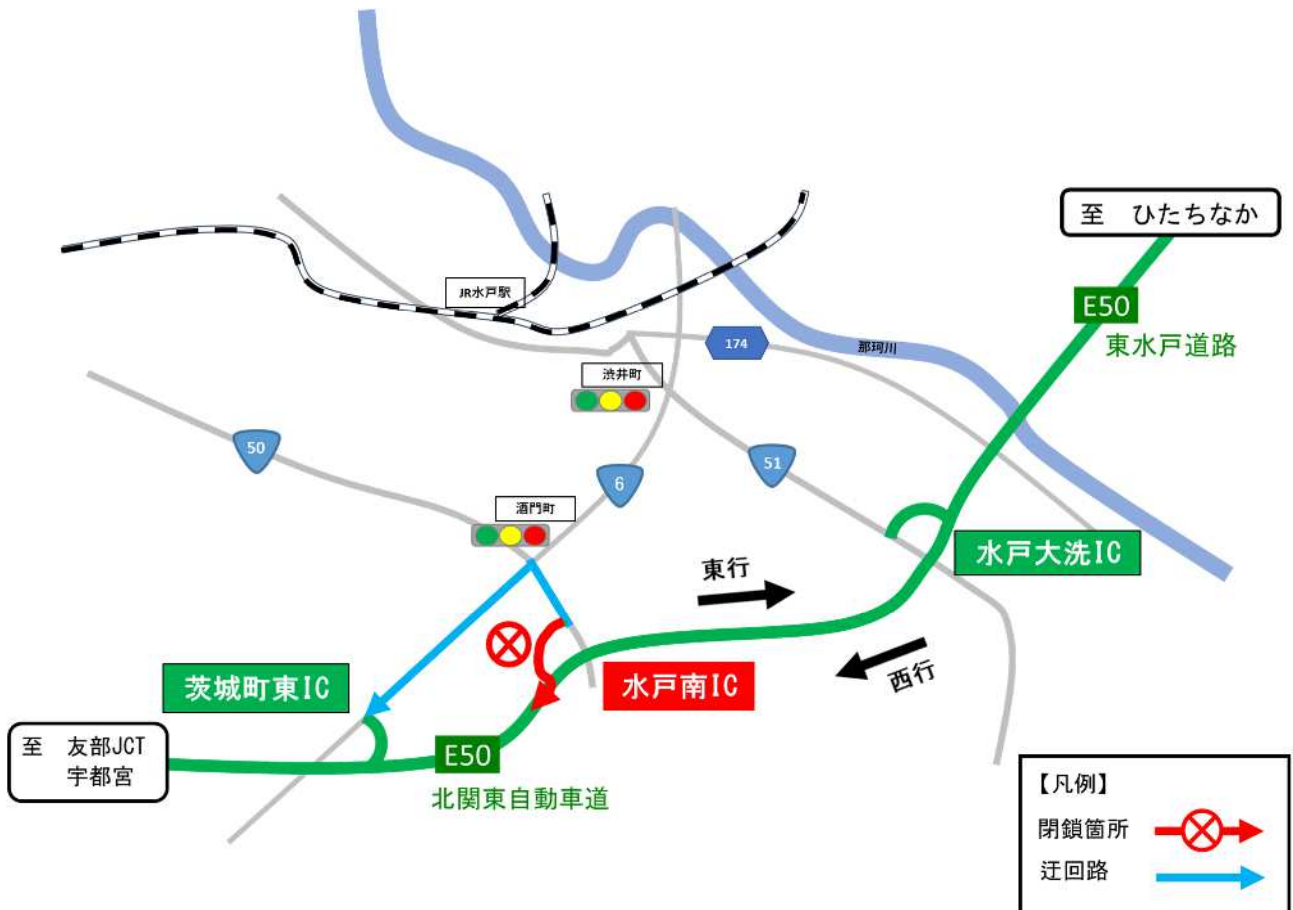 至　ひたちなか
E50
東水戸道路
JR水戸駅
174
那珂川
渋井町
50
51
6
酒門町
水戸大洗IC
東行
西行
茨城町東IC
水戸南IC
至　友部JCT
宇都宮
E50
北関東自動車道
【凡例】
閉鎖箇所
迂回路